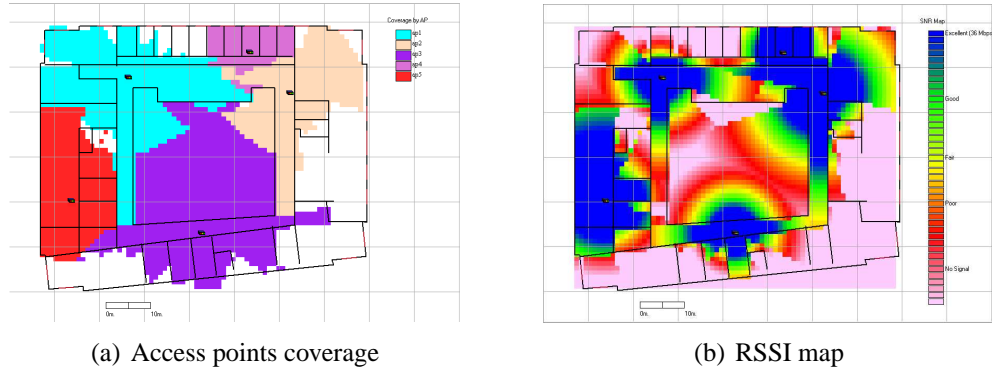 Coverage by AP
ap1
ap2
ap3
ap4
ap5
0m.
10m.
SNR Map
Excellent (36 Mbps
Good
Fair
Poor
No Signal
0m.
10m.
(a) Access points coverage
(b) RSSI map